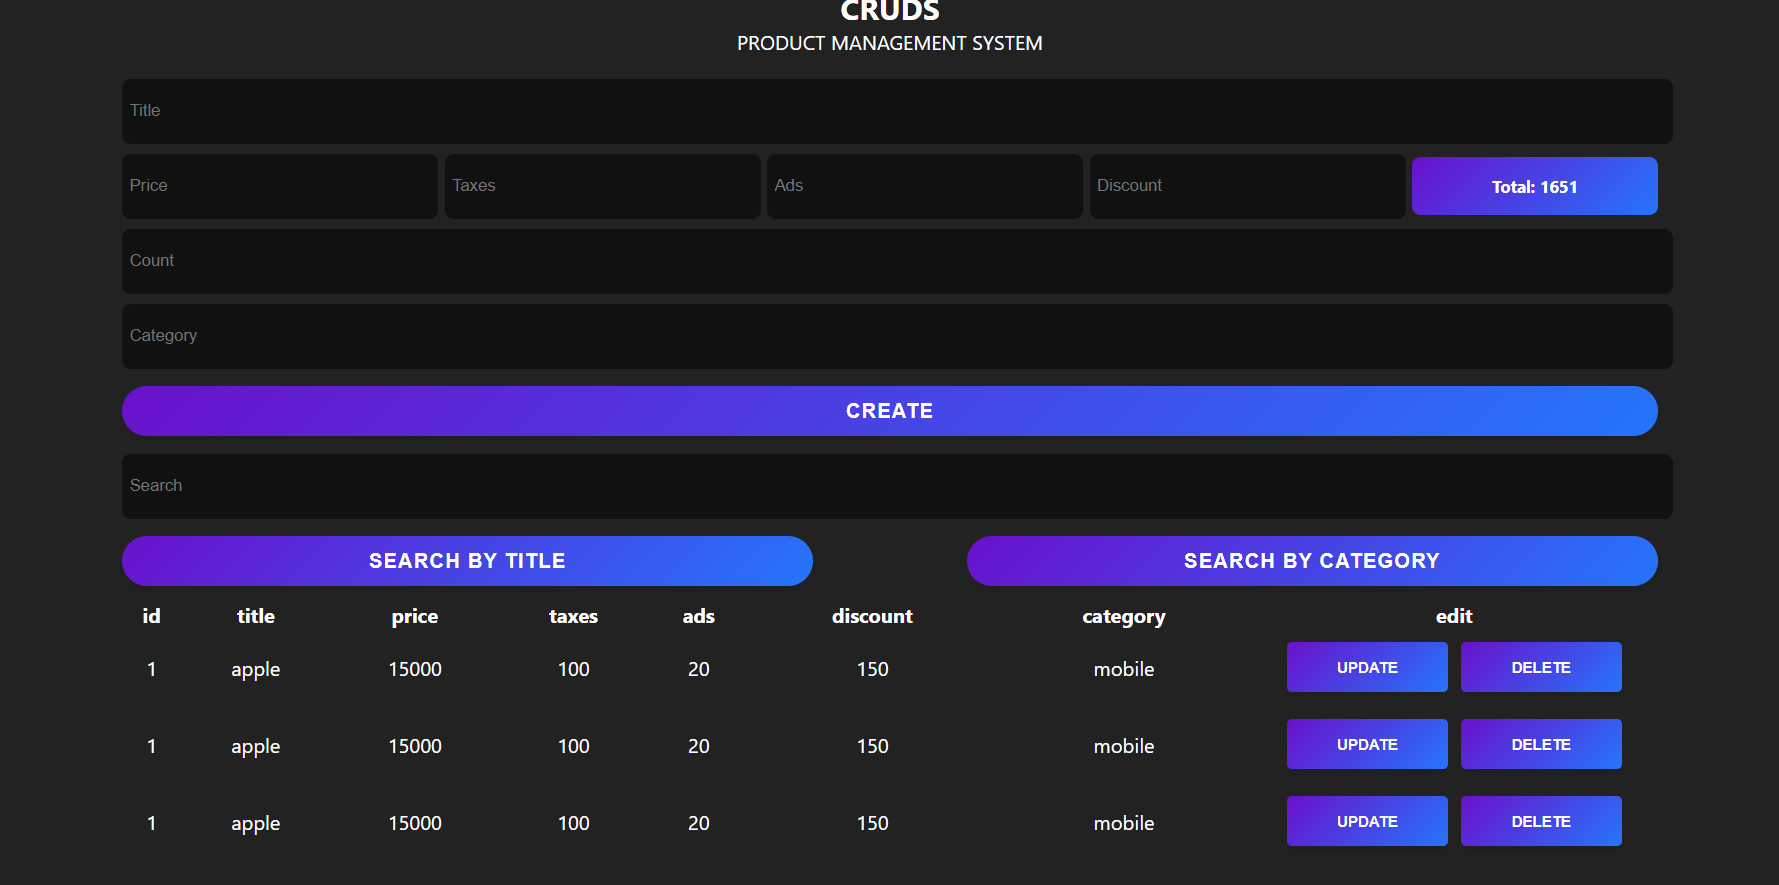 CRUDS
PRODUCT MANAGEMENT SYSTEM
Title
Price Taxes Ads Discount Total: 1651
Count
Category
CREATE
Search
SEARCH BY TITLE SEARCH BY CATEGORY
id title price taxes ads discount category edit
1 apple 15000 100 20 150 mobile UPDATE DELETE
1 apple 15000 100 20 150 mobile UPDATE DELETE
1 apple 15000 100 20 150 mobile UPDATE DELETE